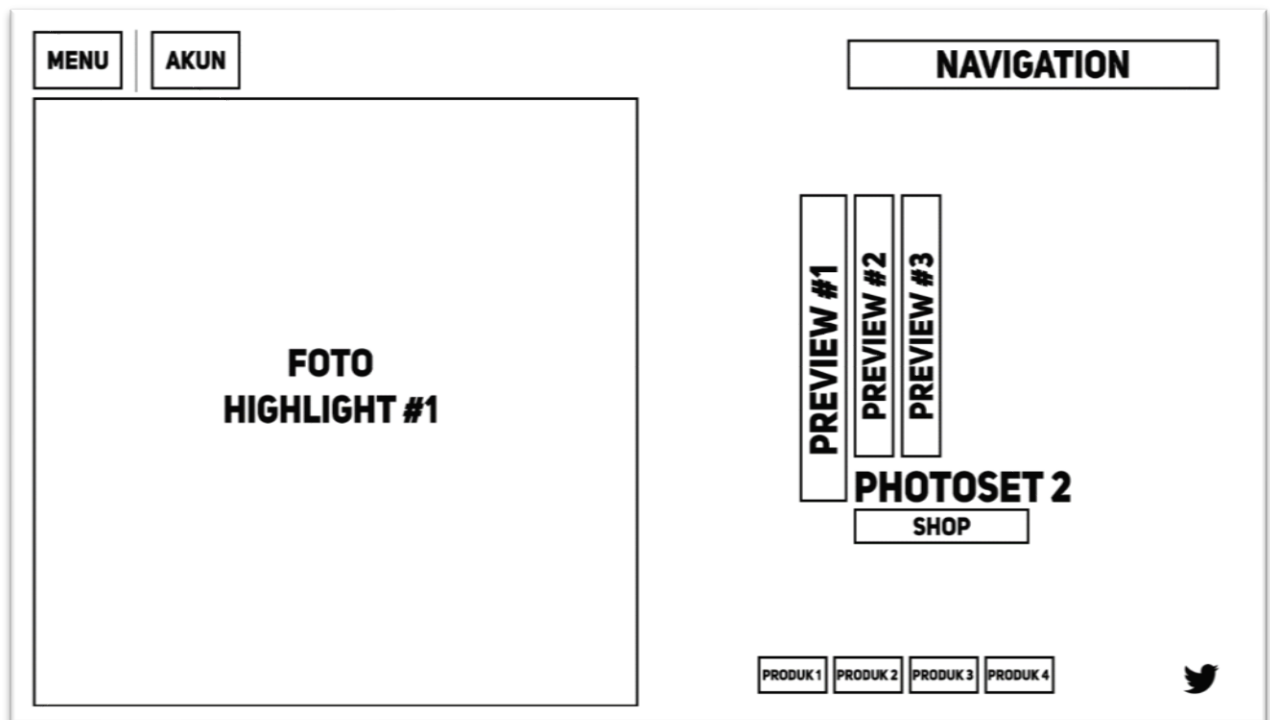 MENU
AKUN
NAVIGATION
FOTO
HIGHLIGHT #1
PREVIEW #1
PREVIEW #2
PREVIEW #3
PHOTOSET 2
SHOP
PRODUK 1
PRODUK 2
PRODUK 3
PRODUK 4